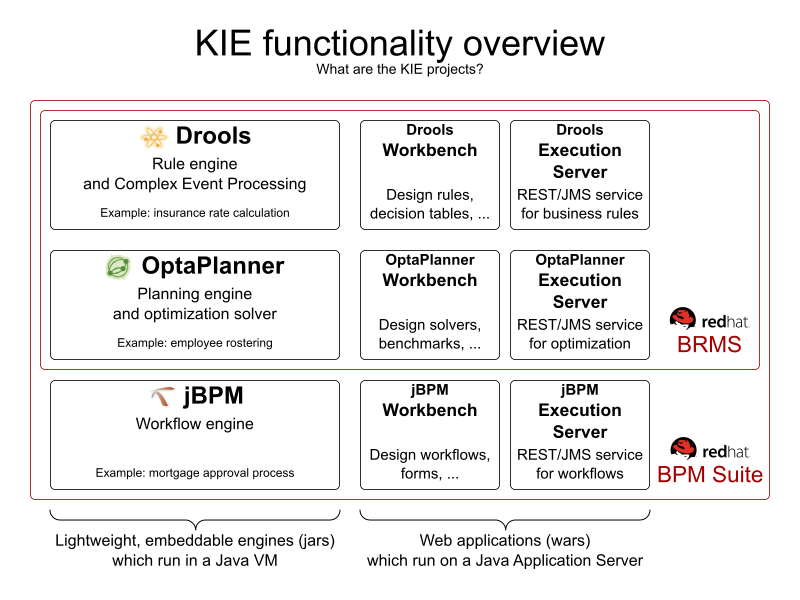 KIE functionality overview
What are the KIE projects?
Drools
Rule engine
and Complex Event Processing
Example: insurance rate calculation
Drools
Workbench
Design rules,
decision tables, ...
Drools
Execution
Server
REST/JMS service
for business rules
OptaPlanner
Planning engine
and optimization solver
Example: employee rostering
OptaPlanner
Workbench
Design solvers,
benchmarks, ...
OptaPlanner
Execution
Server
REST/JMS service
for optimization
redhat.
BRMS
jBPM
Workflow engine
Example: mortgage approval process
jBPM
Workbench
Design workflows,
forms, ...
jBPM
Execution
Server
REST/JMS service
for workflows
redhat.
BPM Suite
Lightweight, embeddable engines (jars)
which run in a Java VM
Web applications (wars)
which run on a Java Application Server